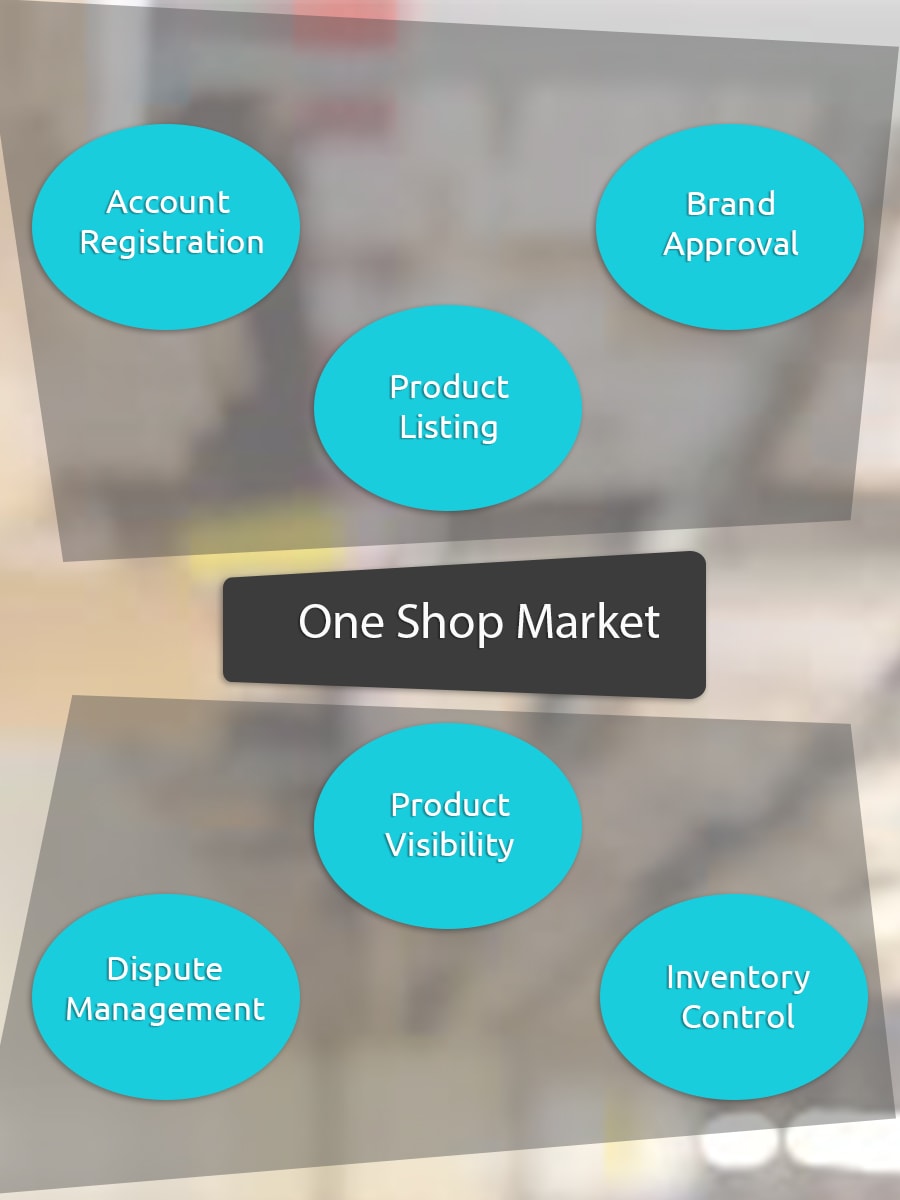 Account
Registration
Brand
Approval
Product
Listing
One Shop Market
Product
Visibility
Dispute
Management
Inventory
Control